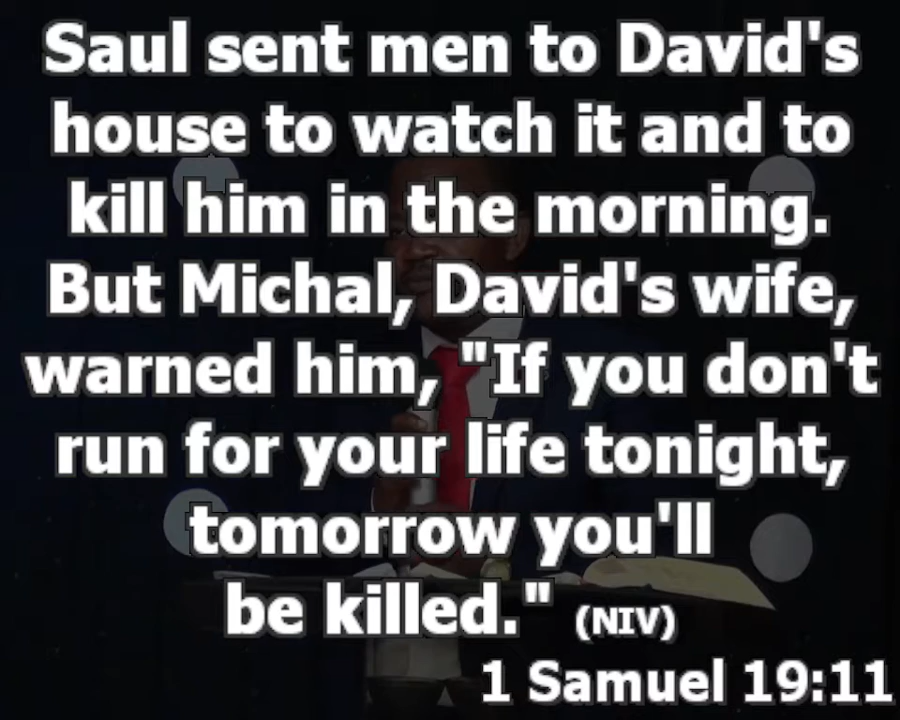 Saul sent men to David's
house to watch it and to
kill him in the morning.
But Michal, David's wife,
warned him, "If you don't
run for your life tonight,
tomorrow you'll
be killed." (NIV)
1 Samuel 19:11